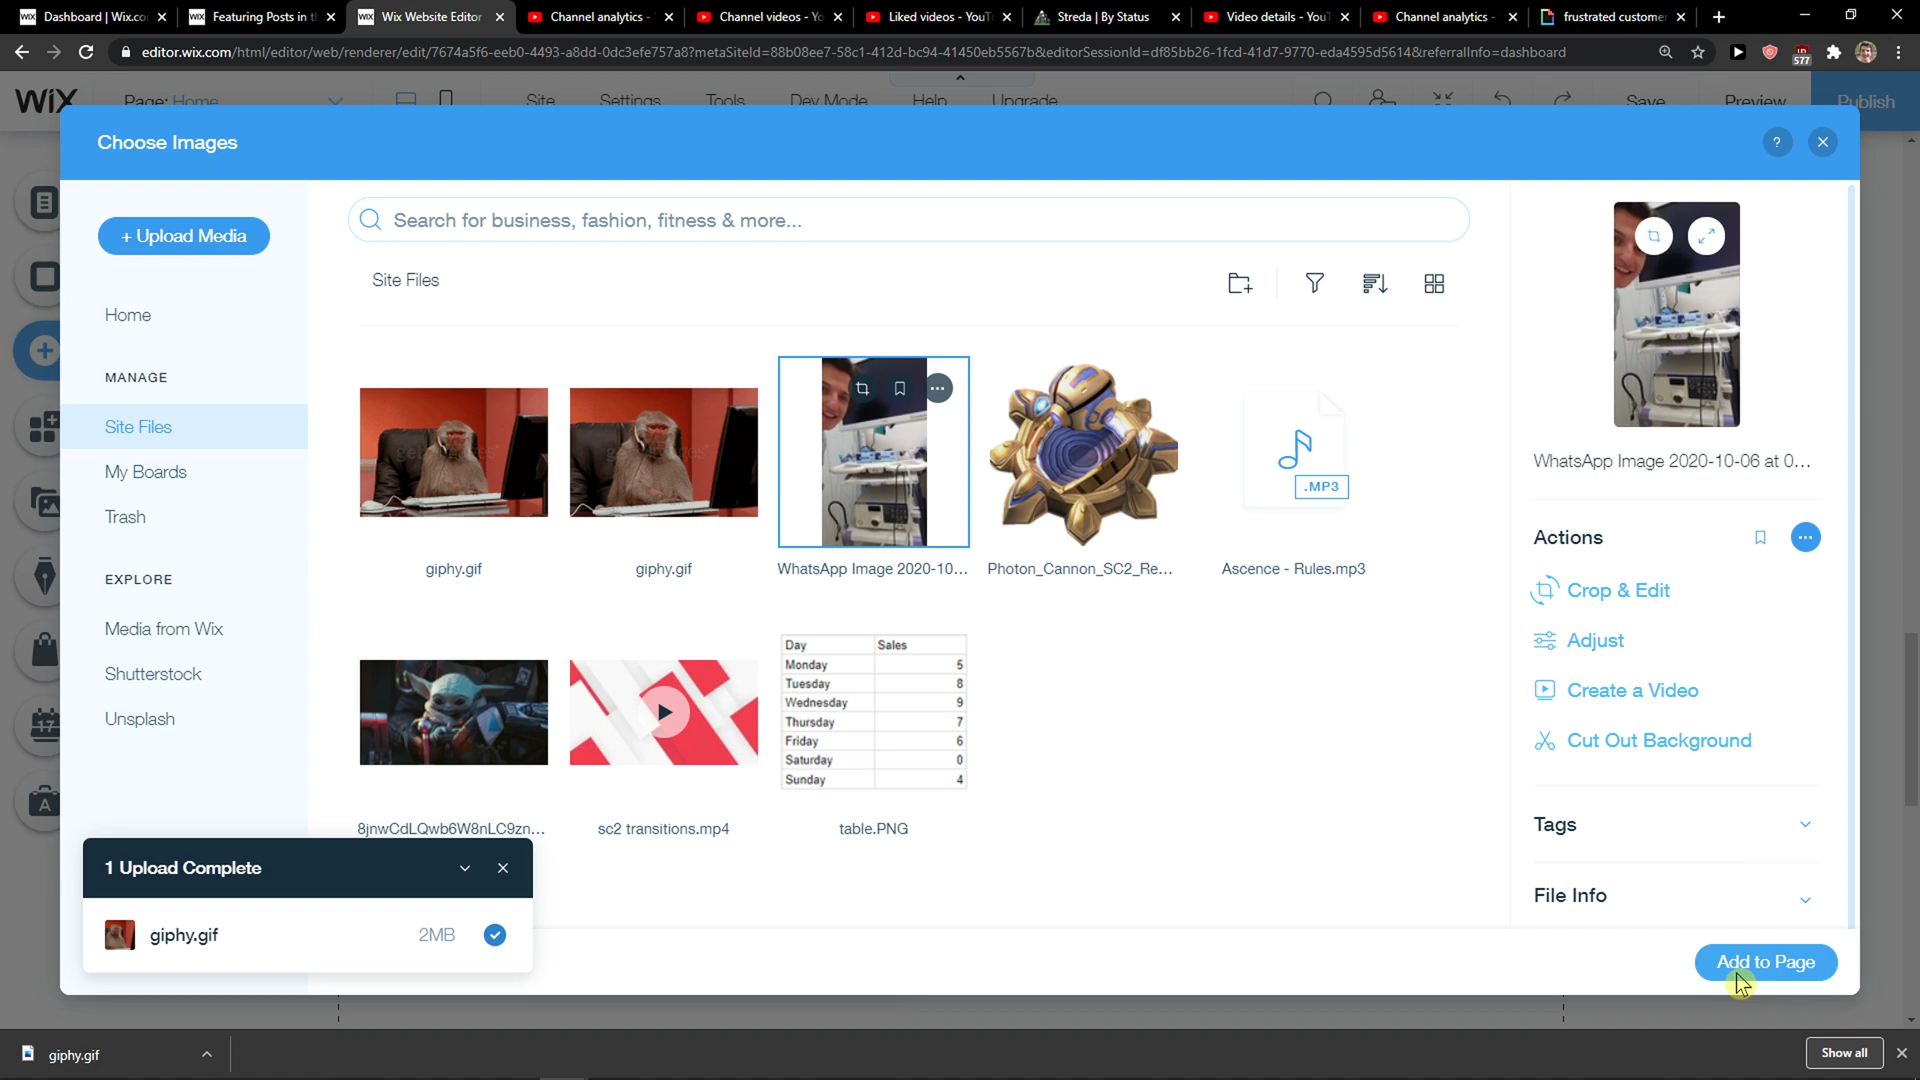 Dashboard | Wix.co
Featuring Posts in t
Wix Website Editor
Channel analytics -
Channel videos - Yo
Liked videos - YouT
Streda | By Status
Video details - You
Channel analytics -
frustrated custome
editor.wix.com/html/editor/web/renderer/edit/7674a5f6-eeb0-4493-a8dd-0dc3efe757a8?metaSiteId=88b08ee7-58c1-412d-bc94-41450eb5567b&editorSessionId=df85bb26-1fcd-41d7-9770-eda4595d5614&referralInfo=dashboard
577
WiX
Page: Home
Site
Settings
Tools
Dev Mode
Help
Upgrade
Save
Preview
Publish
Choose Images
?
+ Upload Media
Search for business, fashion, fitness & more...
Home
Site Files
MANAGE
Site Files
My Boards
Trash
EXPLORE
Media from Wix
Shutterstock
Unsplash
17
A
.MP3
giphy.gif
giphy.gif
WhatsApp Image 2020-10...
Photon_Cannon_SC2_Re...
Ascence - Rules.mp3
Day Sales
Monday 5
Tuesday 8
Wednesday 9
Thursday 7
Friday 6
Saturday 0
Sunday 4
8jnwCdLQwb6W8nLC9zn...
sc2 transitions.mp4
table.PNG
WhatsApp Image 2020-10-06 at 0...
Actions
Crop & Edit
Adjust
Create a Video
Cut Out Background
Tags
File Info
Add to Page
1 Upload Complete
giphy.gif
2MB
giphy.gif
Show all